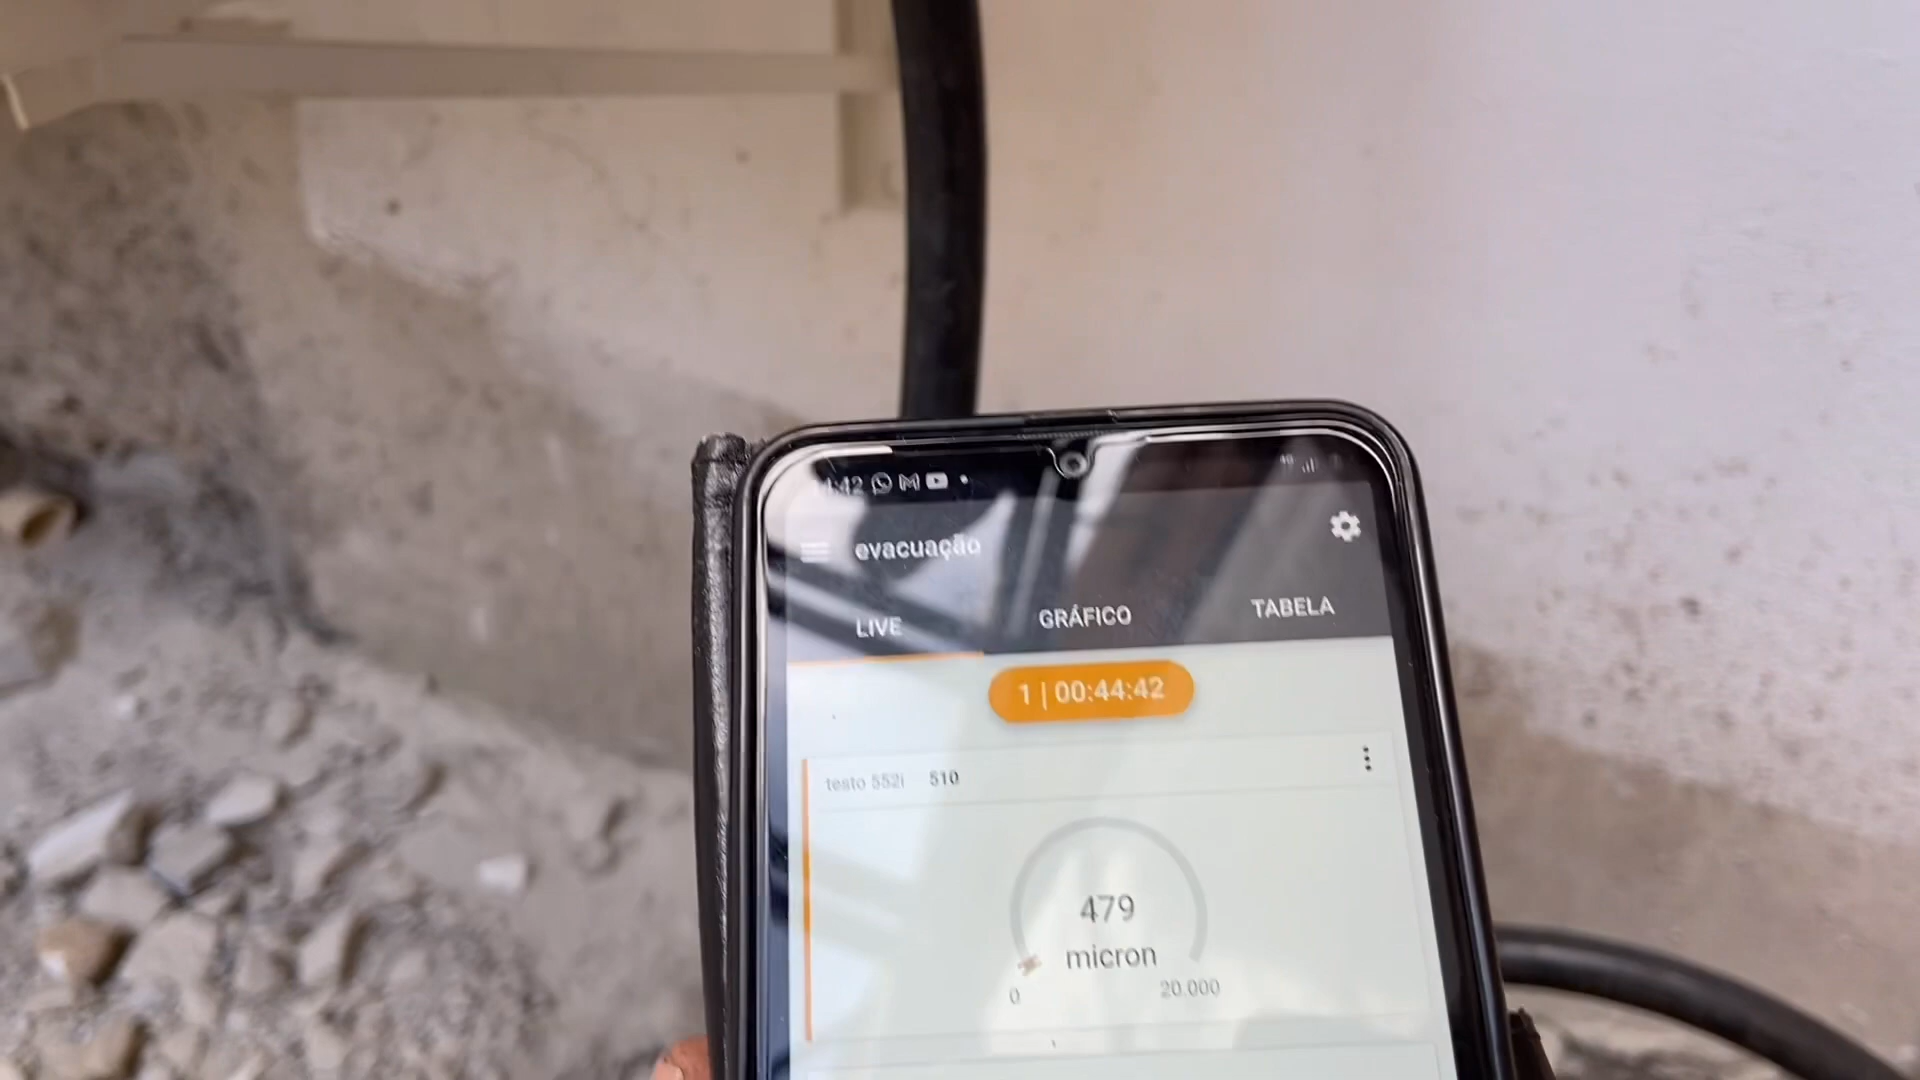 evacuação
LIVE GRÁFICO TABELA
1 | 00:44:42
testo 552i 510
479
micron
0 20.000